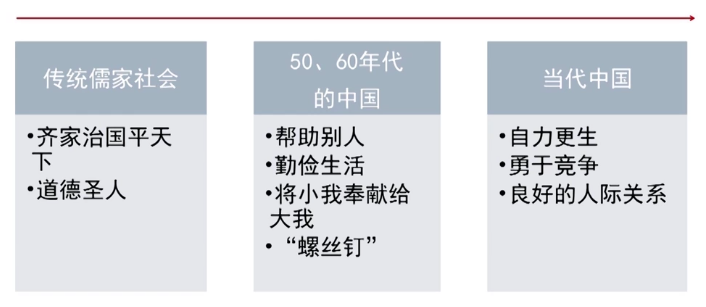 传统儒家社会
•齐家治国平天
下
•道德圣人
50、60年代
的中国
•帮助别人
•勤俭生活
•将小我奉献给
大我
•“螺丝钉”
当代中国
•自力更生
•勇于竞争
•良好的人际关系